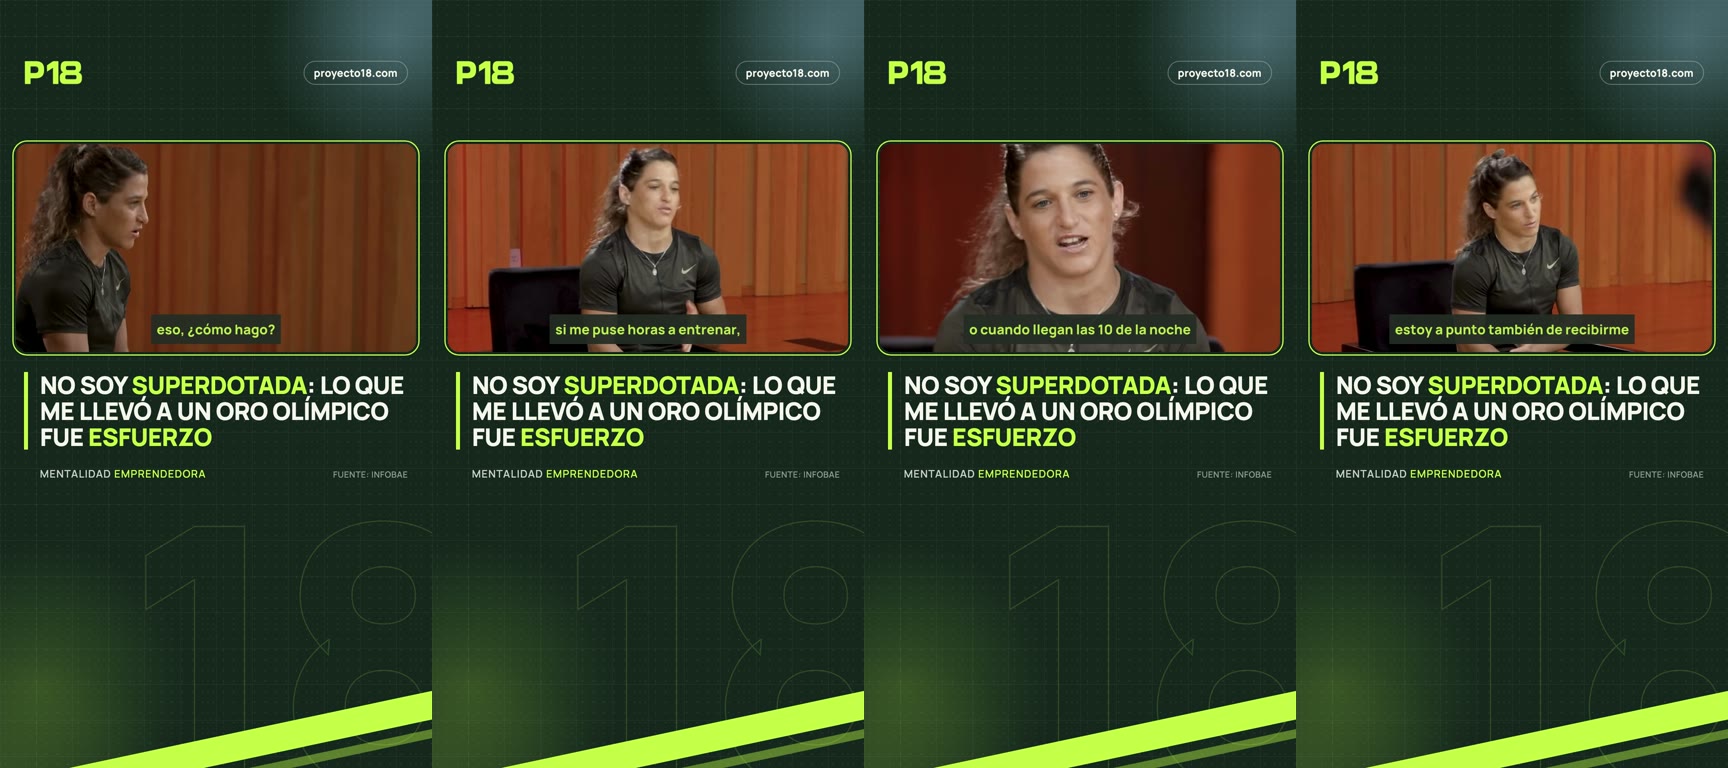 P18
proyecto18.com
eso, ¿cómo hago?
NO SOY SUPERDOTADA: LO QUE
ME LLEVÓ A UN ORO OLÍMPICO
FUE ESFUERZO
MENTALIDAD EMPRENDEDORA
FUENTE: INFOBAE
18
P18
proyecto18.com
si me puse horas a entrenar,
NO SOY SUPERDOTADA: LO QUE
ME LLEVÓ A UN ORO OLÍMPICO
FUE ESFUERZO
MENTALIDAD EMPRENDEDORA
FUENTE: INFOBAE
18
P18
proyecto18.com
o cuando llegan las 10 de la noche
NO SOY SUPERDOTADA: LO QUE
ME LLEVÓ A UN ORO OLÍMPICO
FUE ESFUERZO
MENTALIDAD EMPRENDEDORA
FUENTE: INFOBAE
18
P18
proyecto18.com
estoy a punto también de recibirme
NO SOY SUPERDOTADA: LO QUE
ME LLEVÓ A UN ORO OLÍMPICO
FUE ESFUERZO
MENTALIDAD EMPRENDEDORA
FUENTE: INFOBAE
18